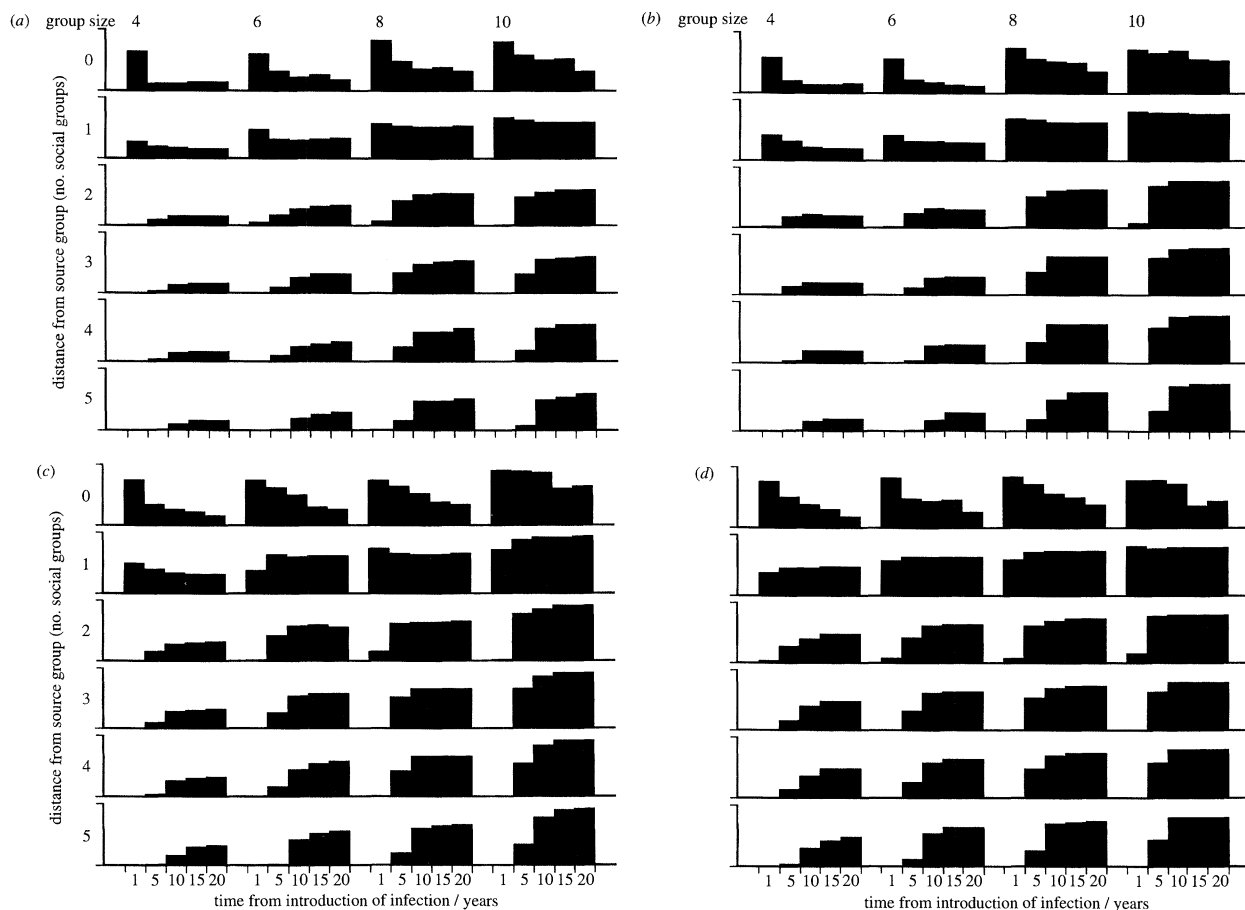 (a) group size 4 6 8 10
(b) group size 4 6 8 10
distance from source group (no. social groups)
0
1
2
3
4
5
(c)
(d)
distance from source group (no. social groups)
0
1
2
3
4
5
1 5 10 15 20 1 5 10 15 20 1 5 10 15 20 1 5 10 15 20
1 5 10 15 20 1 5 10 15 20 1 5 10 15 20 1 5 10 15 20
time from introduction of infection / years
time from introduction of infection / years